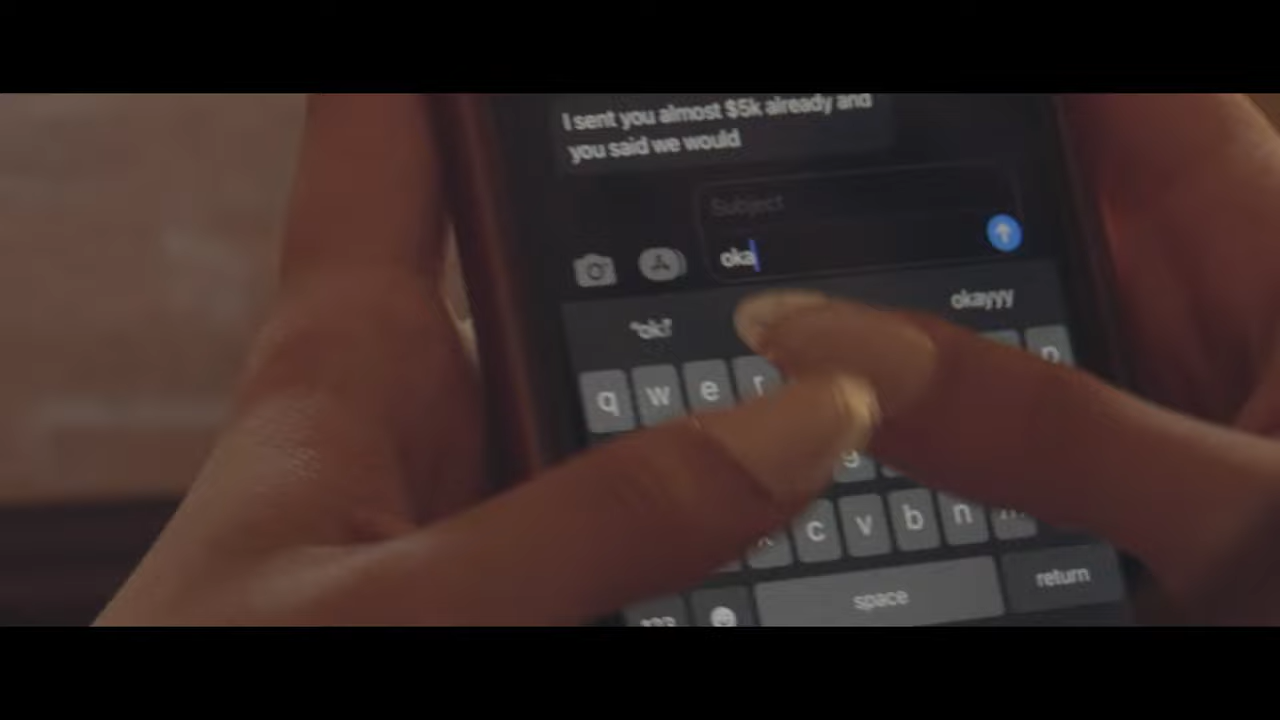 I sent you almost $5k already and
you said we would
Subject
oka
"ok" okayyy
q w e r p
g
c v b n m
space return